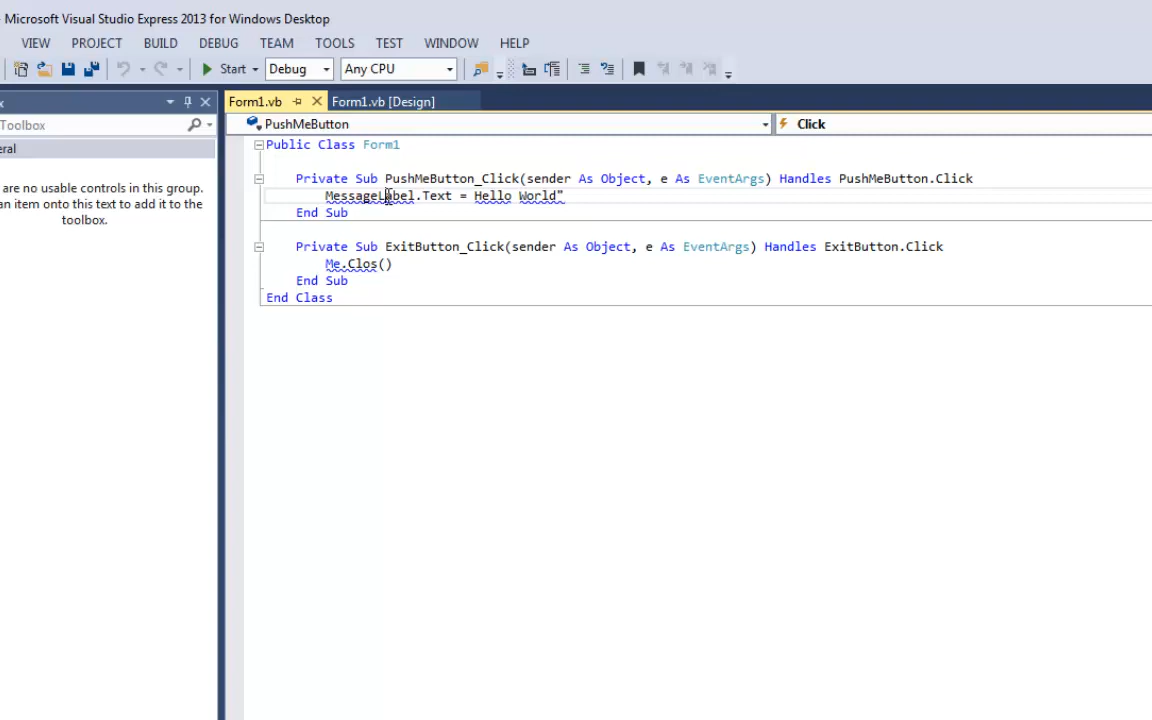 - Microsoft Visual Studio Express 2013 for Windows Desktop
VIEW PROJECT BUILD DEBUG TEAM TOOLS TEST WINDOW HELP
Start Debug Any CPU
x Form1.vb Form1.vb [Design]
Toolbox PushMeButton Click
eral
Public Class Form1
Private Sub PushMeButton_Click(sender As Object, e As EventArgs) Handles PushMeButton.Click
MessageLabel.Text = Hello World"
End Sub
Private Sub ExitButton_Click(sender As Object, e As EventArgs) Handles ExitButton.Click
Me.Clos()
End Sub
End Class
are no usable controls in this group.
an item onto this text to add it to the
toolbox.